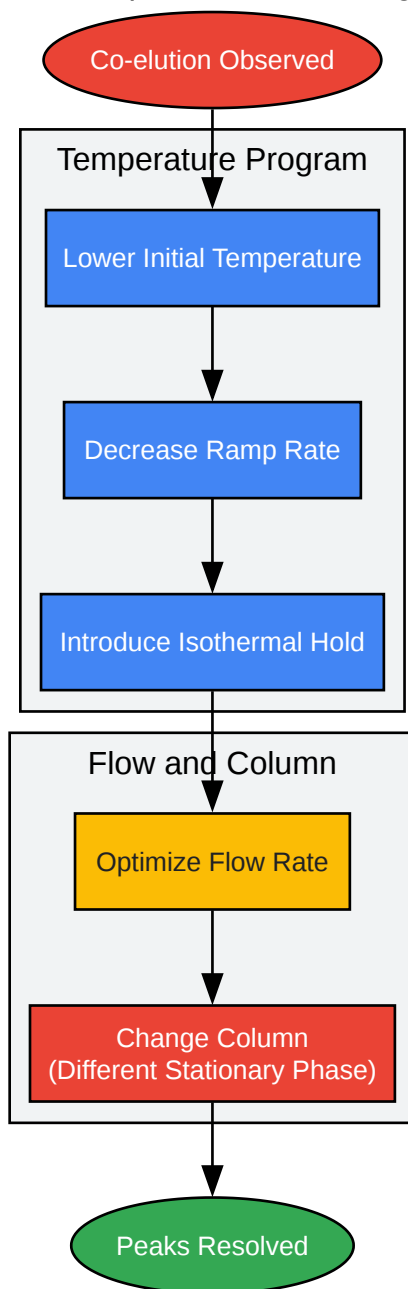 Co-elution Observed
Temperature Program
Lower Initial Temperature
Decrease Ramp Rate
Introduce Isothermal Hold
Flow and Column
Optimize Flow Rate
Change Column
(Different Stationary Phase)
Peaks Resolved